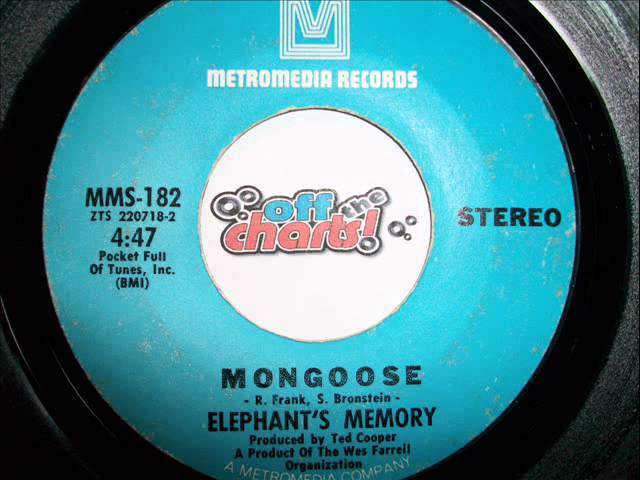 METROMEDIA RECORDS
MMS-182
ZTS 220718-2
4:47
Pocket Full
Of Tunes, Inc.
(BMI)
off
the
charts!
STEREO
MONGOOSE
- R. Frank, S. Bronstein -
ELEPHANT'S MEMORY
Produced by Ted Cooper
A Product Of The Wes Farrell
Organization
A METROMEDIA COMPANY